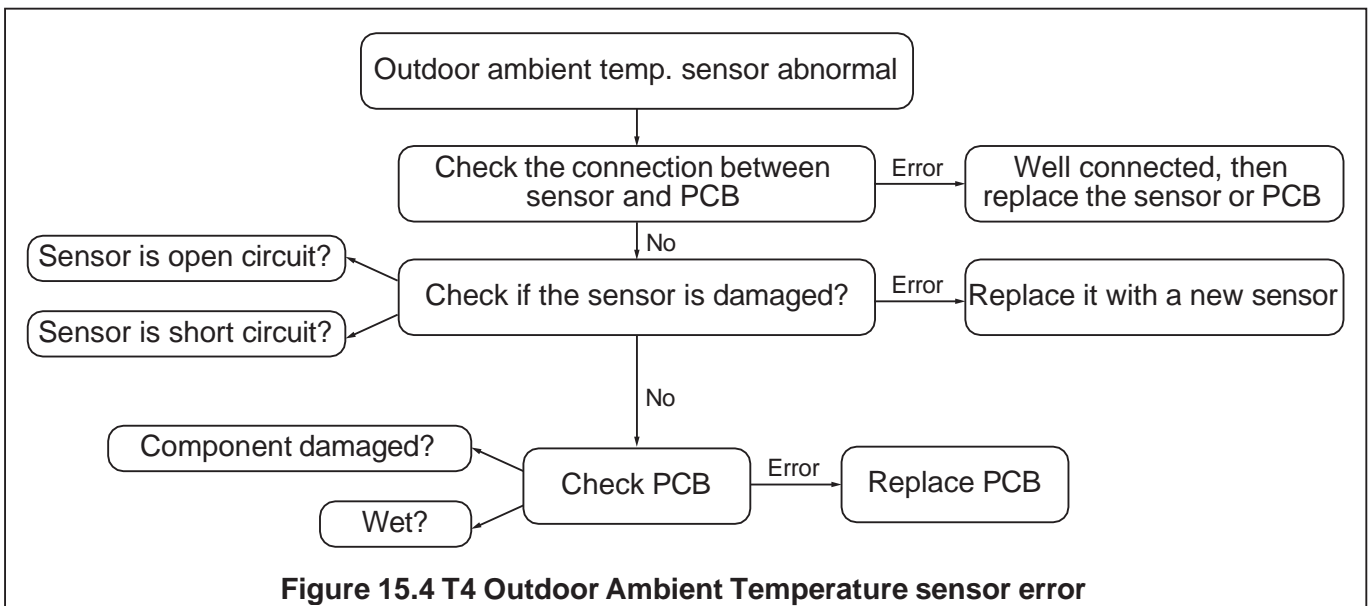 Outdoor ambient temp. sensor abnormal
Check the connection between
sensor and PCB
Error
Well connected, then
replace the sensor or PCB
No
Sensor is open circuit?
Sensor is short circuit?
Check if the sensor is damaged?
Error
Replace it with a new sensor
No
Component damaged?
Wet?
Check PCB
Error
Replace PCB
Figure 15.4 T4 Outdoor Ambient Temperature sensor error